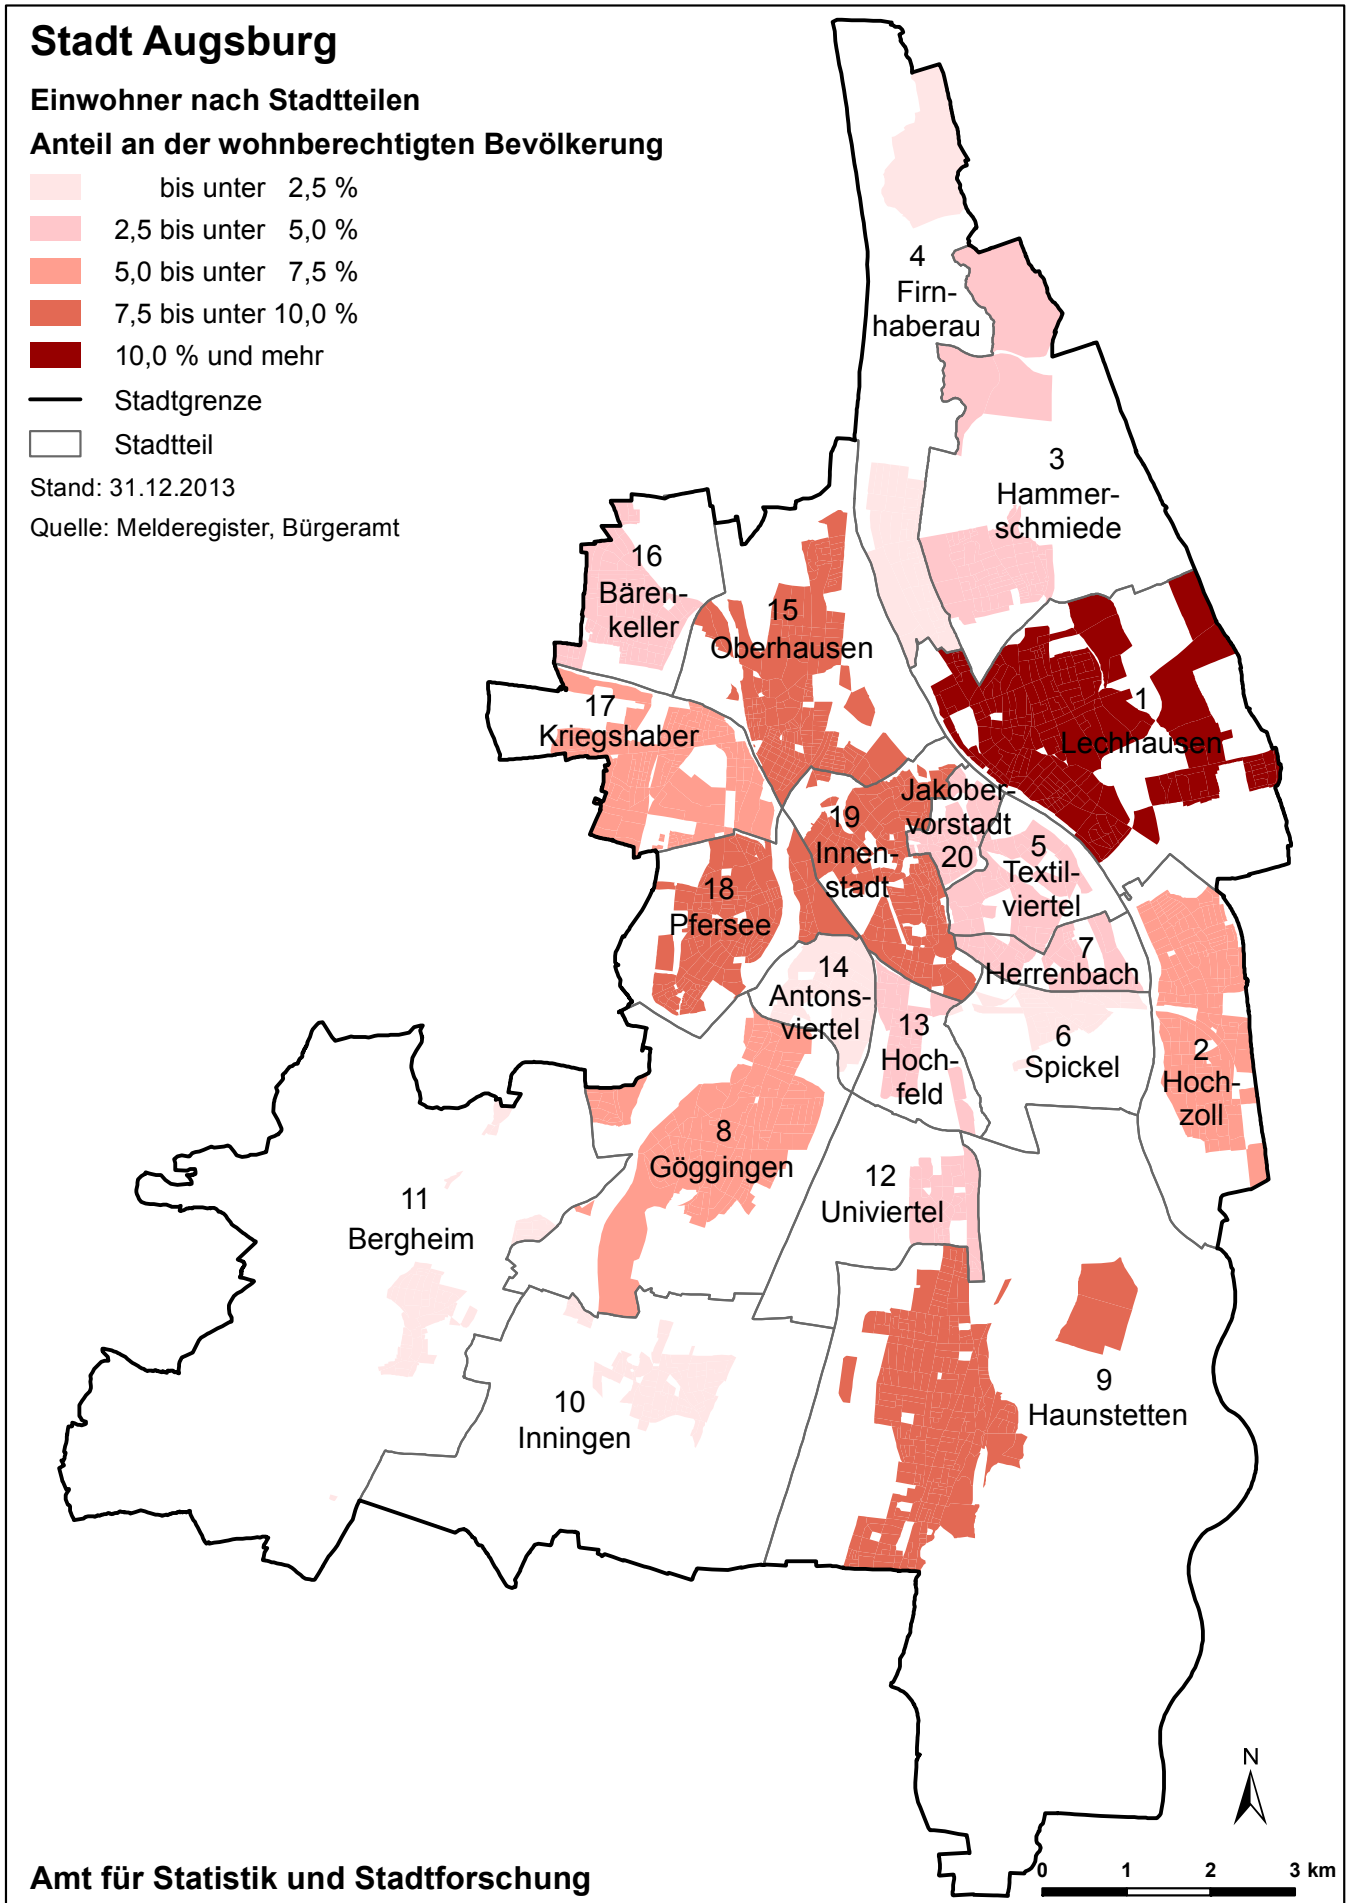 Stadt Augsburg
Einwohner nach Stadtteilen
Anteil an der wohnberechtigten Bevölkerung
bis unter 2,5 %
2,5 bis unter 5,0 %
5,0 bis unter 7,5 %
7,5 bis unter 10,0 %
10,0 % und mehr
Stadtgrenze
Stadtteil
Stand: 31.12.2013
Quelle: Melderegister, Bürgeramt
4
Firn-
haberau
3
Hammer-
schmiede
16
Bären-
keller
15
Oberhausen
17
Kriegshaber
1
Lechhausen
Jakober-
vorstadt
20
19
Innen-
stadt
5
Textil-
viertel
18
Pfersee
7
Herrenbach
14
Antons-
viertel
13
Hoch-
feld
6
Spickel
2
Hoch-
zoll
8
Göggingen
12
Univiertel
11
Bergheim
10
Inningen
9
Haunstetten
N
0 1 2 3 km
Amt für Statistik und Stadtforschung